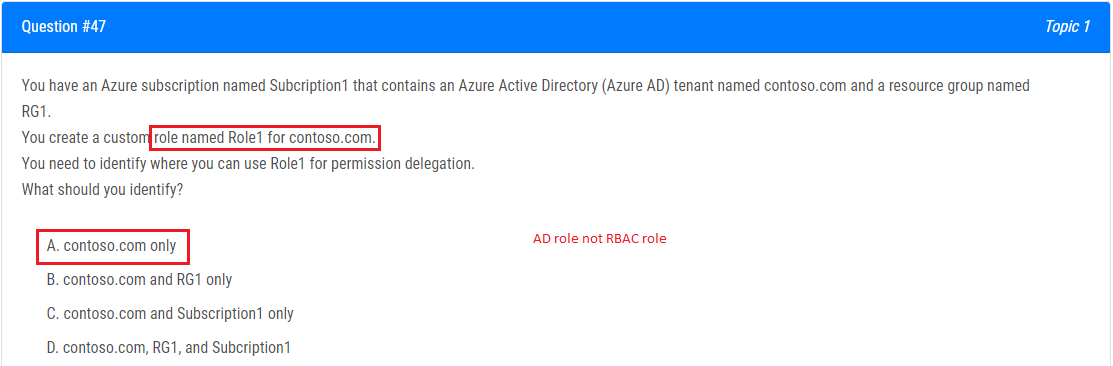 Question #47 Topic 1
You have an Azure subscription named Subcription1 that contains an Azure Active Directory (Azure AD) tenant named contoso.com and a resource group named
RG1.
You create a custom role named Role1 for contoso.com.
You need to identify where you can use Role1 for permission delegation.
What should you identify?
A. contoso.com only
AD role not RBAC role
B. contoso.com and RG1 only
C. contoso.com and Subscription1 only
D. contoso.com, RG1, and Subcription1